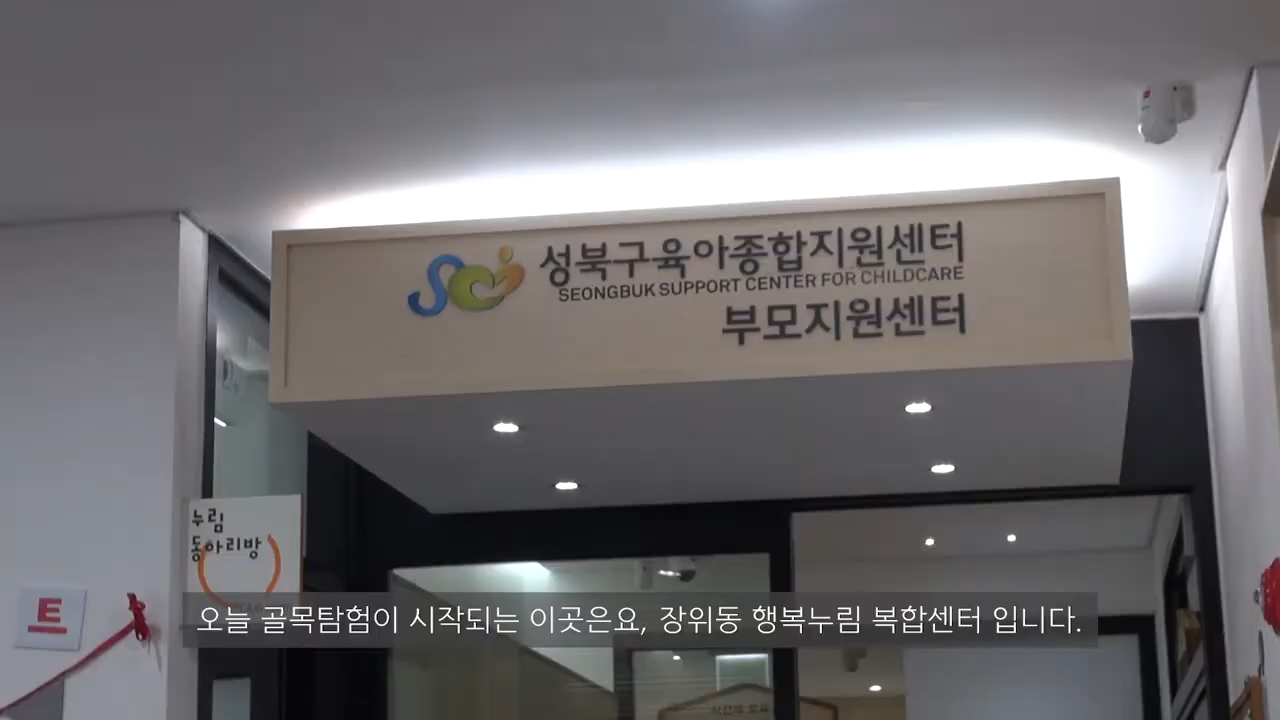 성북구육아종합지원센터
SEONGBUK SUPPORT CENTER FOR CHILDCARE
부모지원센터
누림
동아리방
트
오늘 골목탐험이 시작되는 이곳은요, 장위동 행복누림 복합센터 입니다.